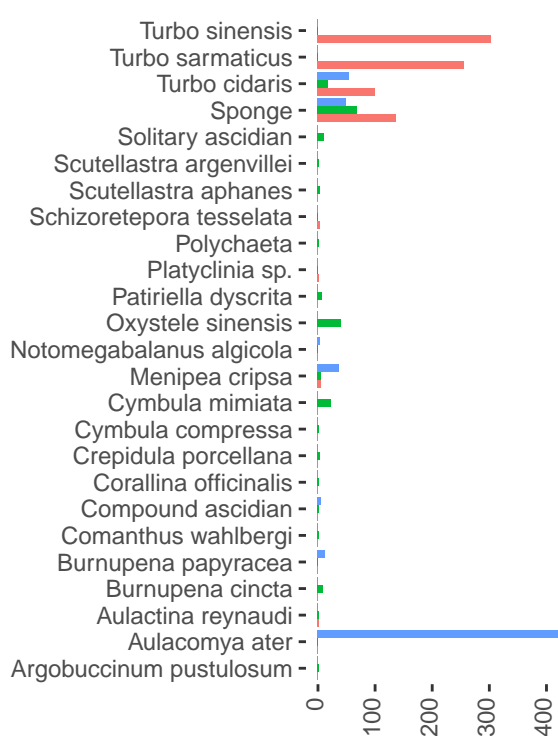 Turbo sinensis
Turbo sarmaticus
Turbo cidaris
Sponge
Solitary ascidian
Scutellastra argenvillei
Scutellastra aphanes
Schizoretepora tesselata
Polychaeta
Platyclinia sp.
Patiriella dyscrita
Oxystele sinensis
Notomegabalanus algicola
Menipea cripsa
Cymbula mimiata
Cymbula compressa
Crepidula porcellana
Corallina officinalis
Compound ascidian
Comanthus wahlbergi
Burnupena papyracea
Burnupena cincta
Aulactina reynaudi
Aulacomya ater
Argobuccinum pustulosum
0
100
200
300
400